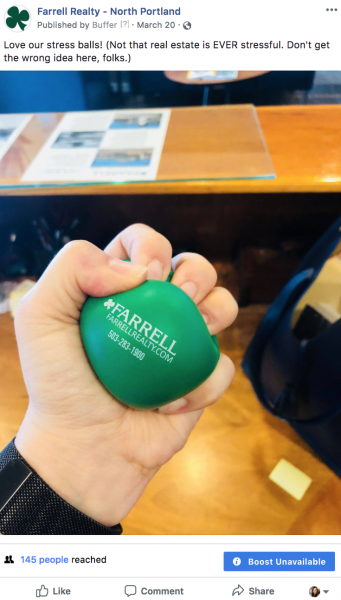 Farrell Realty - North Portland
Published by Buffer [?] · March 20 ·
Love our stress balls! (Not that real estate is EVER stressful. Don't get
the wrong idea here, folks.)
FARRELL
FARRELLREALTY.COM
503-283-1900
145 people reached
Boost Unavailable
Like
Comment
Share